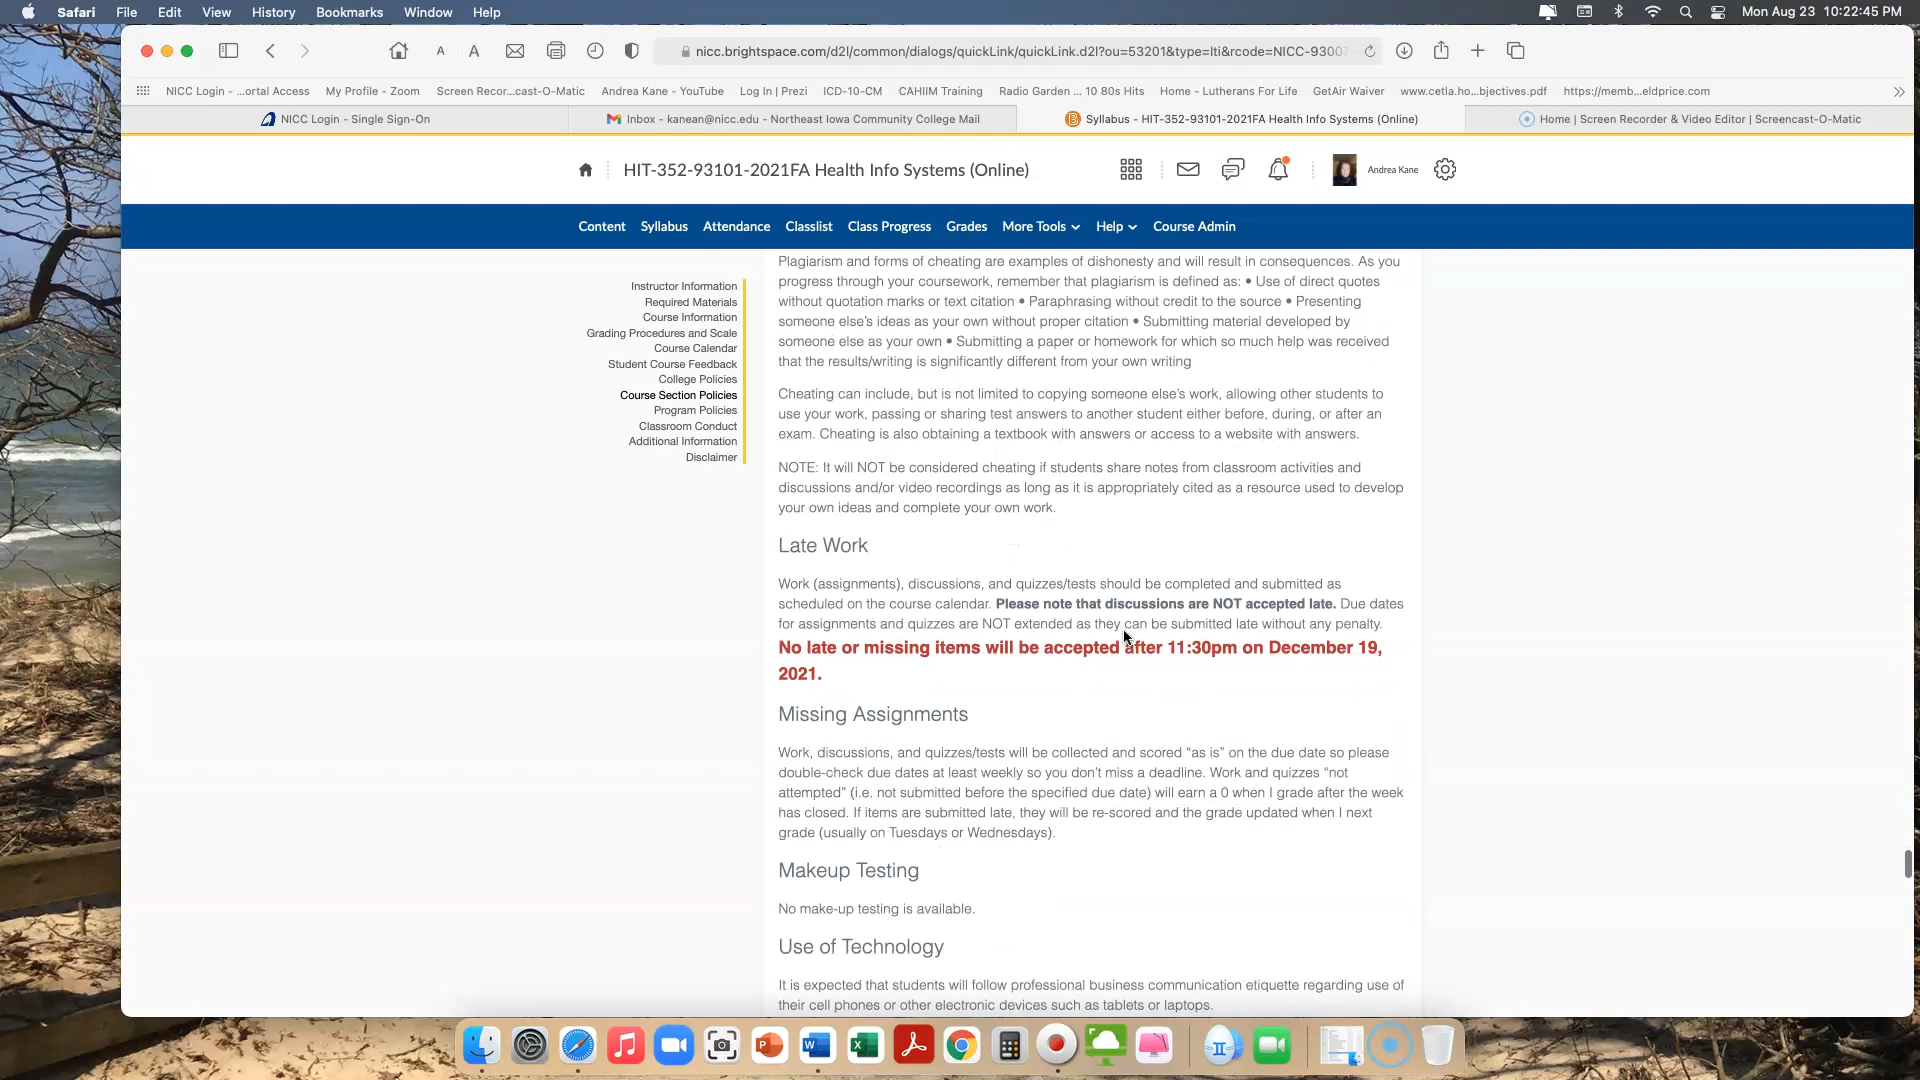 Safari File Edit View History Bookmarks Window Help Mon Aug 23 10:22:45 PM
A A nicc.brightspace.com/d2l/common/dialogs/quickLink/quickLink.d2l?ou=53201&type=lti&rcode=NICC-93007
NICC Login - ...ortal Access My Profile - Zoom Screen Recor...cast-O-Matic Andrea Kane - YouTube Log In | Prezi ICD-10-CM CAHIIM Training Radio Garden ... 10 80s Hits Home - Lutherans For Life GetAir Waiver www.cetla.ho...bjectives.pdf https://memb...eldprice.com
NICC Login - Single Sign-On Inbox - kanean@nicc.edu - Northeast Iowa Community College Mail Syllabus - HIT-352-93101-2021FA Health Info Systems (Online) Home | Screen Recorder & Video Editor | Screencast-O-Matic
HIT-352-93101-2021FA Health Info Systems (Online) Andrea Kane
Content Syllabus Attendance Classlist Class Progress Grades More Tools Help Course Admin
Instructor Information
Required Materials
Course Information
Grading Procedures and Scale
Course Calendar
Student Course Feedback
College Policies
Course Section Policies
Program Policies
Classroom Conduct
Additional Information
Disclaimer
Plagiarism and forms of cheating are examples of dishonesty and will result in consequences. As you
progress through your coursework, remember that plagiarism is defined as: • Use of direct quotes
without quotation marks or text citation • Paraphrasing without credit to the source • Presenting
someone else's ideas as your own without proper citation • Submitting material developed by
someone else as your own • Submitting a paper or homework for which so much help was received
that the results/writing is significantly different from your own writing
Cheating can include, but is not limited to copying someone else's work, allowing other students to
use your work, passing or sharing test answers to another student either before, during, or after an
exam. Cheating is also obtaining a textbook with answers or access to a website with answers.
NOTE: It will NOT be considered cheating if students share notes from classroom activities and
discussions and/or video recordings as long as it is appropriately cited as a resource used to develop
your own ideas and complete your own work.
Late Work
Work (assignments), discussions, and quizzes/tests should be completed and submitted as
scheduled on the course calendar. Please note that discussions are NOT accepted late. Due dates
for assignments and quizzes are NOT extended as they can be submitted late without any penalty.
No late or missing items will be accepted after 11:30pm on December 19,
2021.
Missing Assignments
Work, discussions, and quizzes/tests will be collected and scored “as is” on the due date so please
double-check due dates at least weekly so you don't miss a deadline. Work and quizzes “not
attempted” (i.e. not submitted before the specified due date) will earn a 0 when I grade after the week
has closed. If items are submitted late, they will be re-scored and the grade updated when I next
grade (usually on Tuesdays or Wednesdays).
Makeup Testing
No make-up testing is available.
Use of Technology
It is expected that students will follow professional business communication etiquette regarding use of
their cell phones or other electronic devices such as tablets or laptops.